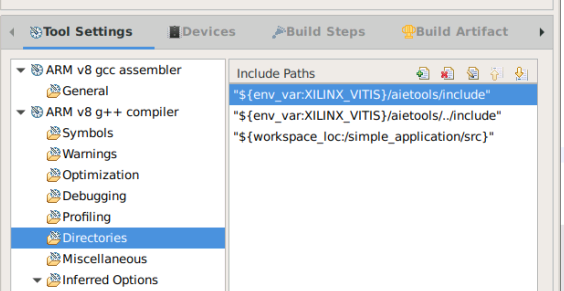 Tool Settings Devices Build Steps Build Artifact
ARM v8 gcc assembler
General
ARM v8 g++ compiler
Symbols
Warnings
Optimization
Debugging
Profiling
Directories
Miscellaneous
Inferred Options
Include Paths
"${env_var:XILINX_VITIS}/aietools/include"
"${env_var:XILINX_VITIS}/aietools/../include"
"${workspace_loc:/simple_application/src}"